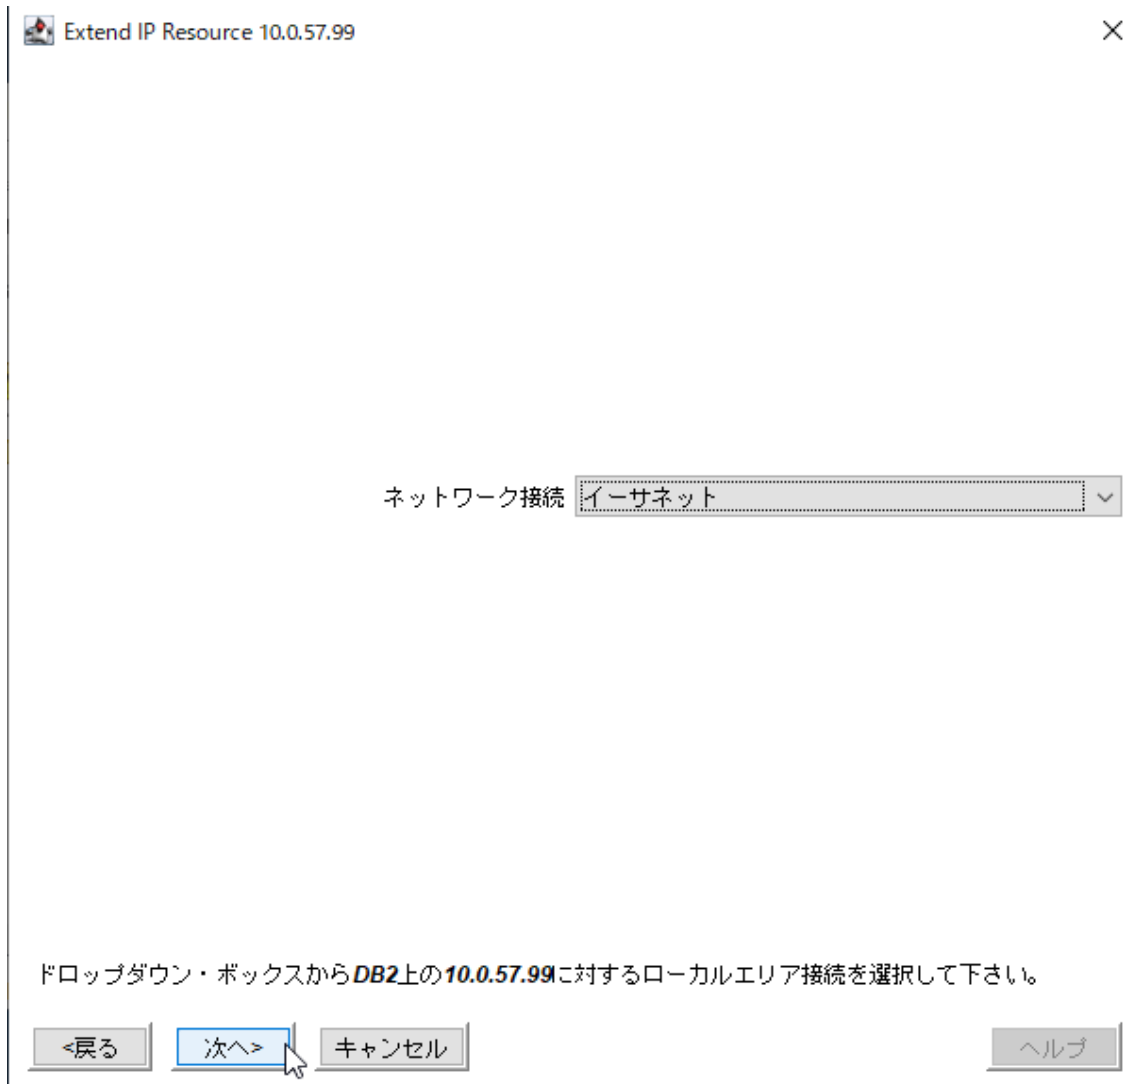 Extend IP Resource 10.0.57.99
ネットワーク接続 イーサネット
ドロップダウン・ボックスからDB2上の10.0.57.99に対するローカルエリア接続を選択して下さい。
<戻る 次へ> キャンセル ヘルプ